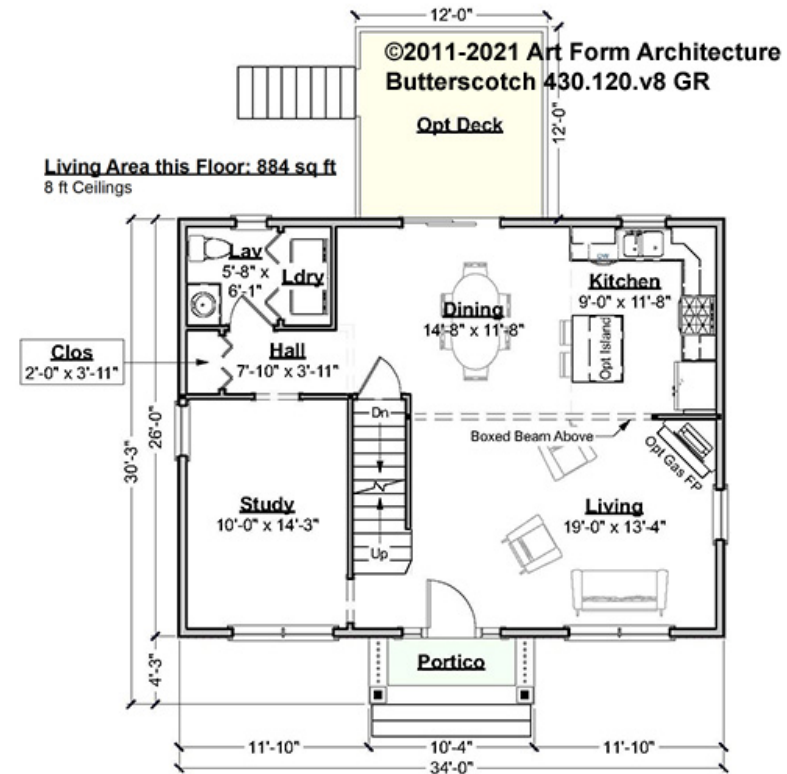 12'-0"
©2011-2021 Art Form Architecture
Butterscotch 430.120.v8 GR
Opt Deck
12'-0"
Living Area this Floor: 884 sq ft
8 ft Ceilings
Lav
5'-8" x
6'-1"
Ldry
DW
Kitchen
9'-0" x 11'-8"
Dining
14'-8" x 11'-8"
Opt Island
Clos
2'-0" x 3'-11"
Hall
7'-10" x 3'-11"
Dn
Boxed Beam Above
Opt Gas FP
30'-3"
26'-0"
Study
10'-0" x 14'-3"
Living
19'-0" x 13'-4"
Up
4'-3"
Portico
11'-10"
10'-4"
11'-10"
34'-0"